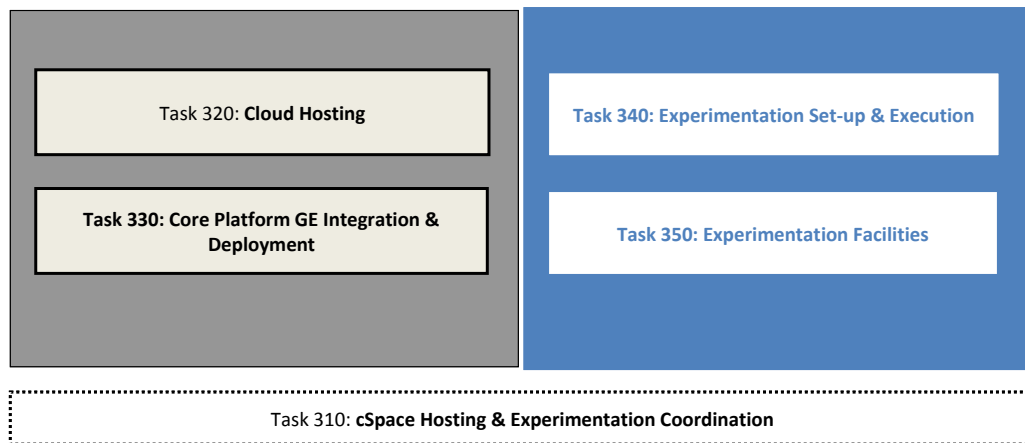 Task 320: Cloud Hosting
Task 330: Core Platform GE Integration &
Deployment
Task 340: Experimentation Set-up & Execution
Task 350: Experimentation Facilities
Task 310: cSpace Hosting & Experimentation Coordination